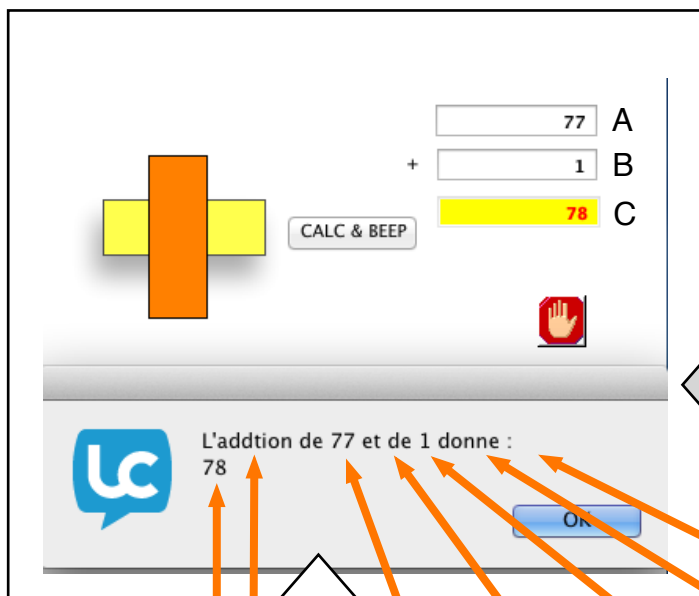 77 A
+ 1 B
78 C
CALC & BEEP
L'addtion de 77 et de 1 donne :
78
LC
OK